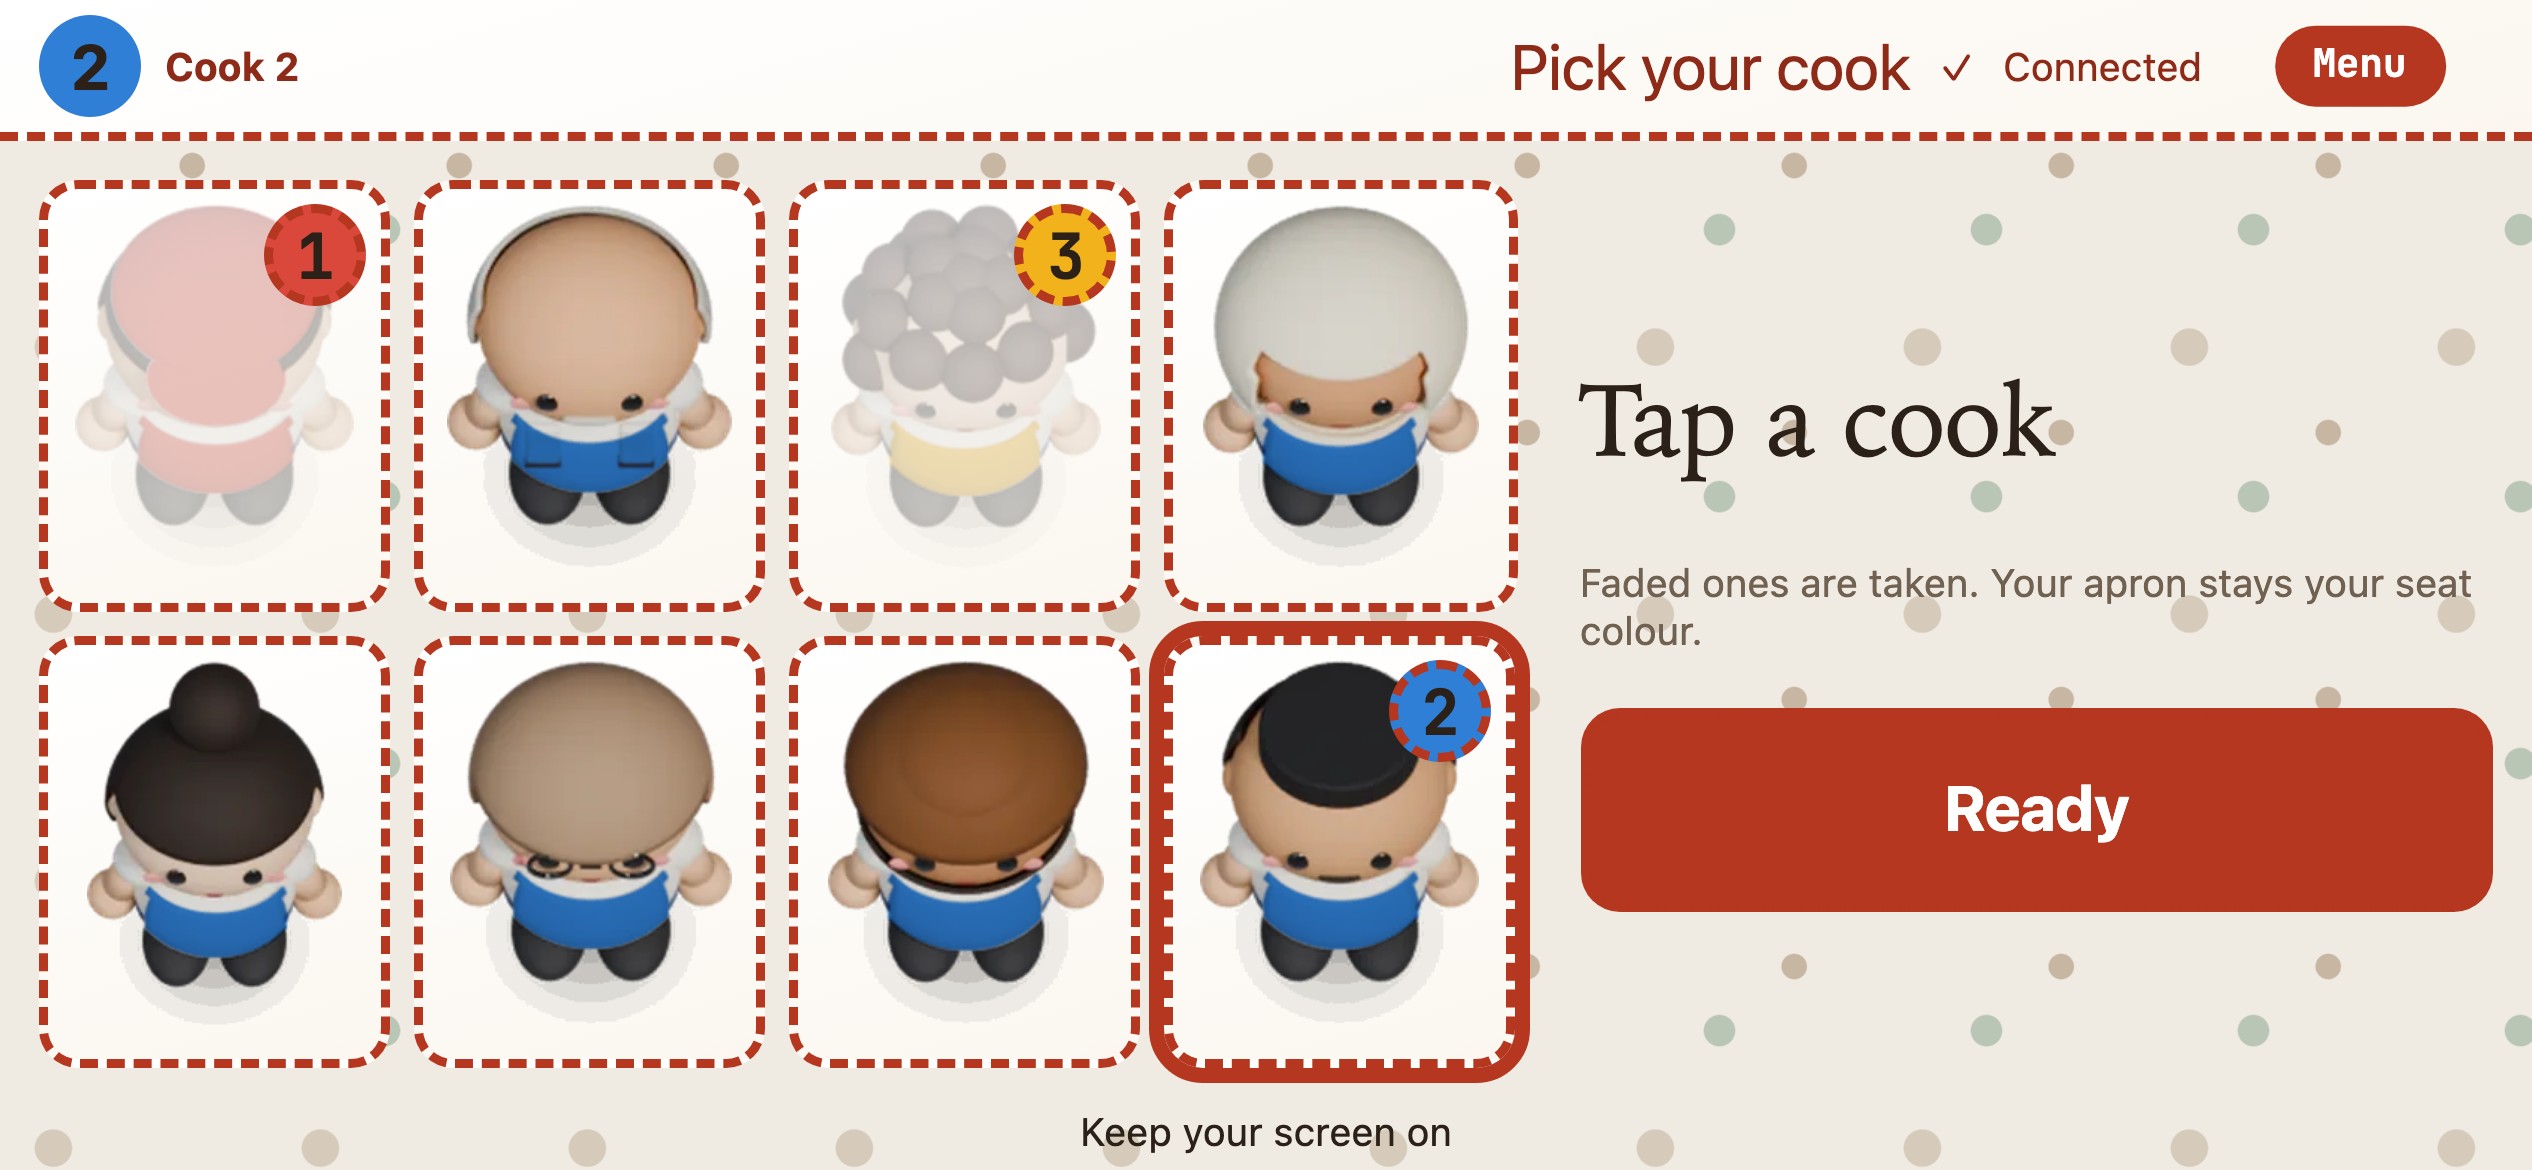 2 Cook 2
Pick your cook ✓ Connected Menu
1
3
2
Tap a cook
Faded ones are taken. Your apron stays your seat
colour.
Ready
Keep your screen on